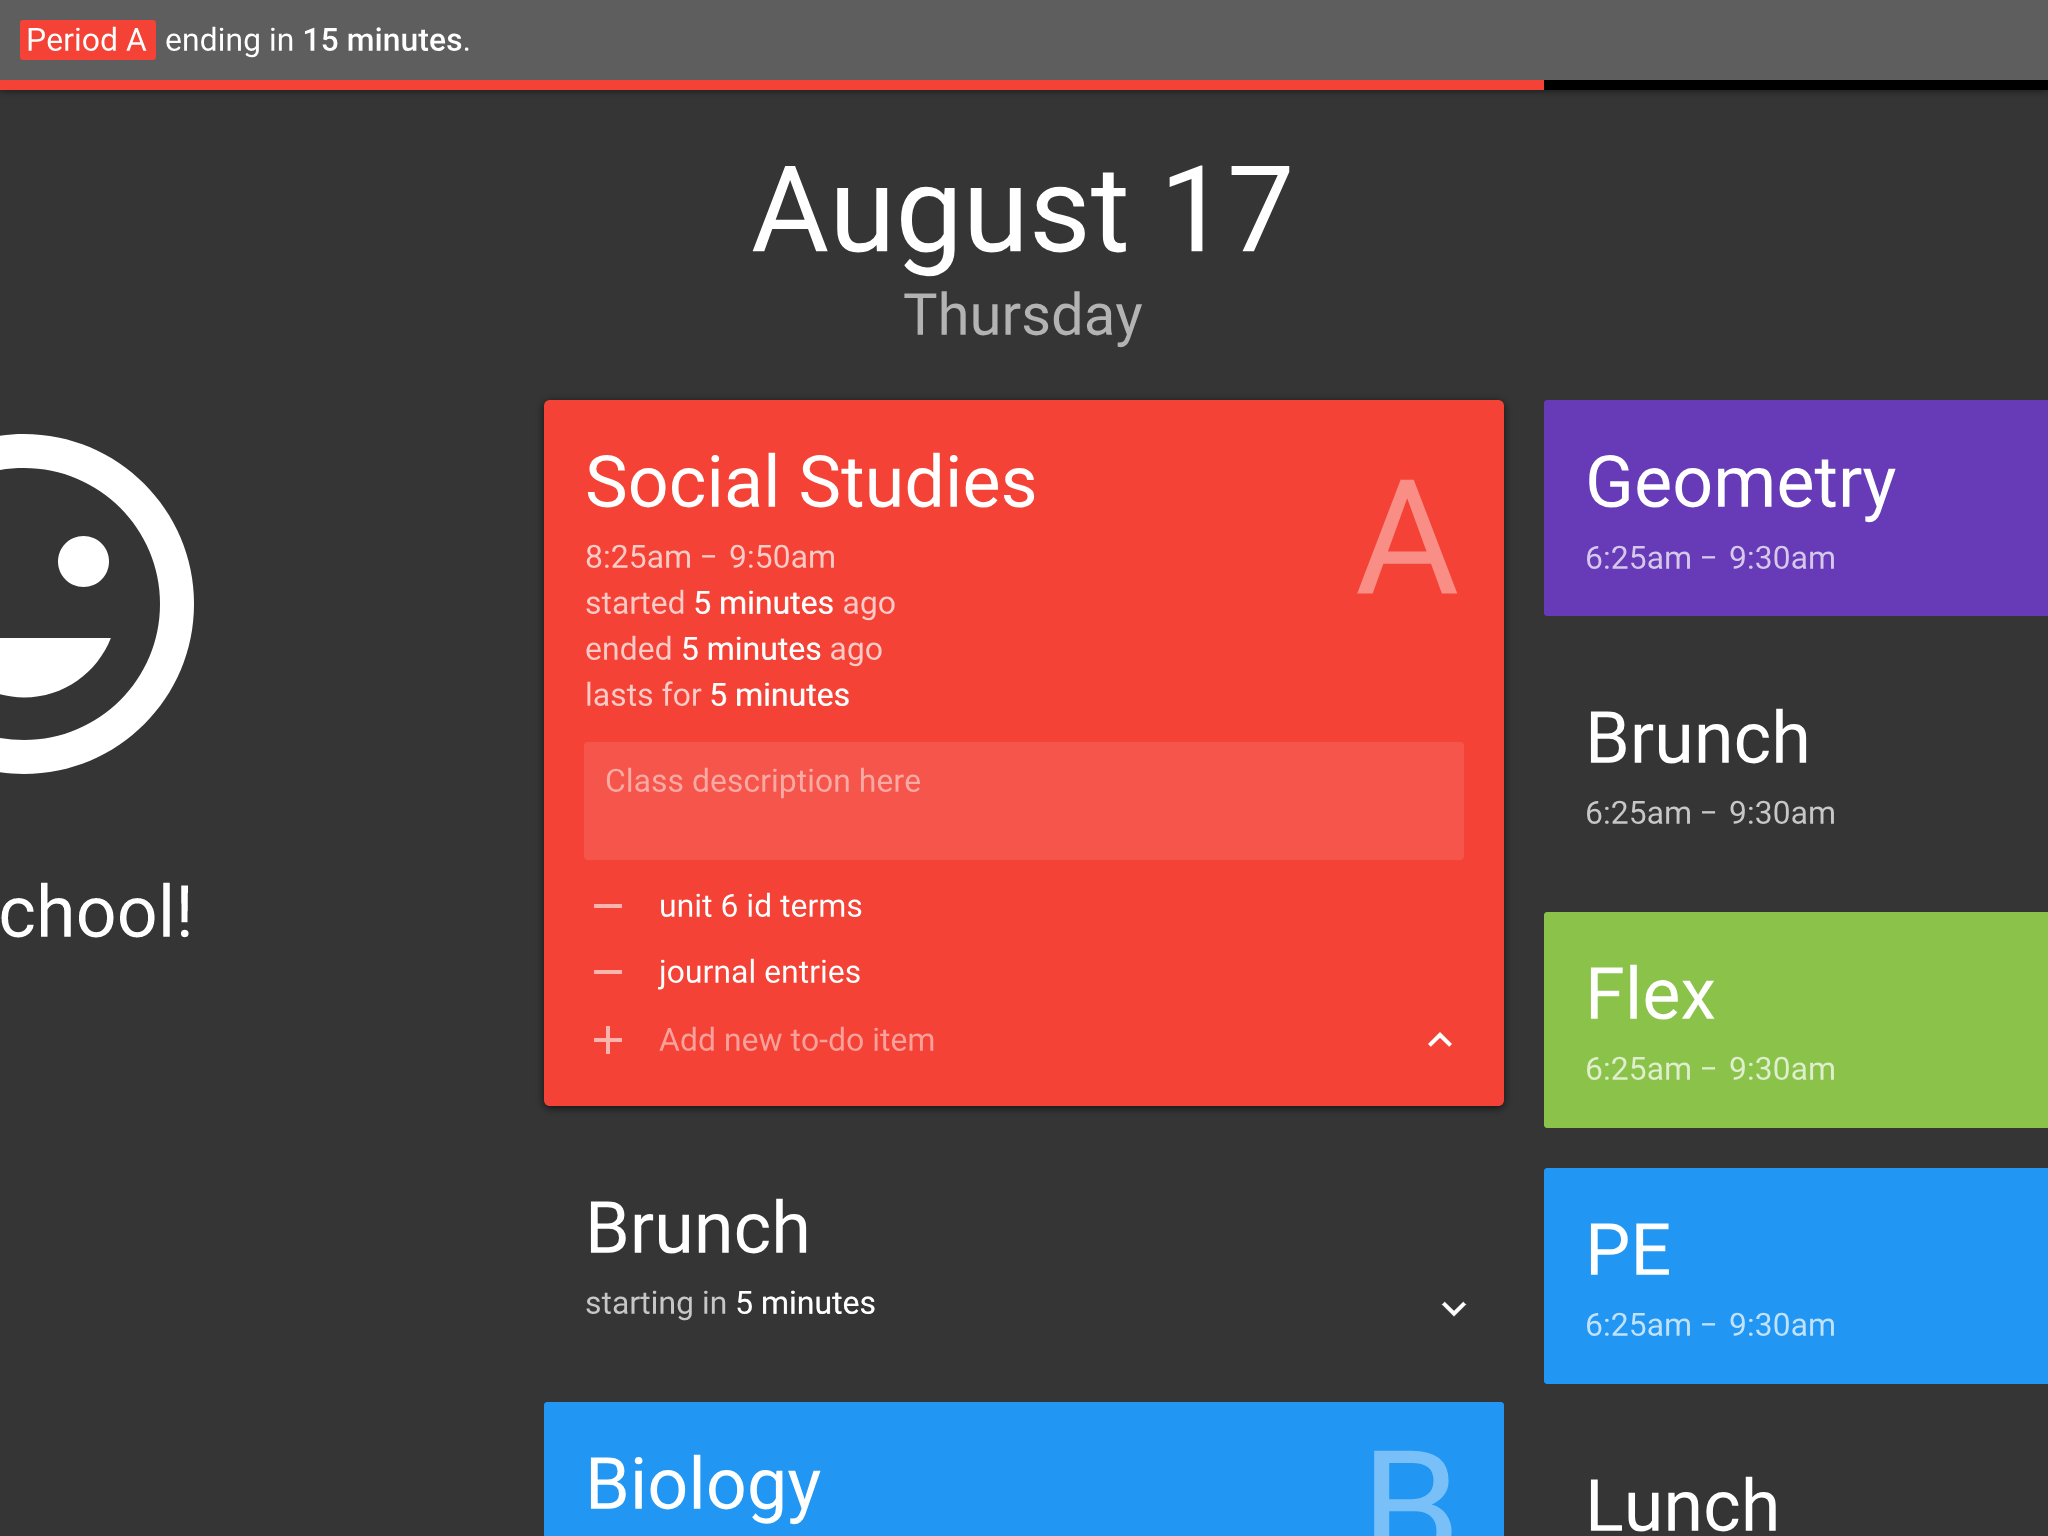 Period A ending in 15 minutes.
August 17
Thursday
chool!
Social Studies
A
8:25am – 9:50am
started 5 minutes ago
ended 5 minutes ago
lasts for 5 minutes
Class description here
unit 6 id terms
journal entries
Add new to-do item
Brunch
starting in 5 minutes
Biology
B
Geometry
6:25am – 9:30am
Brunch
6:25am – 9:30am
Flex
6:25am – 9:30am
PE
6:25am – 9:30am
Lunch